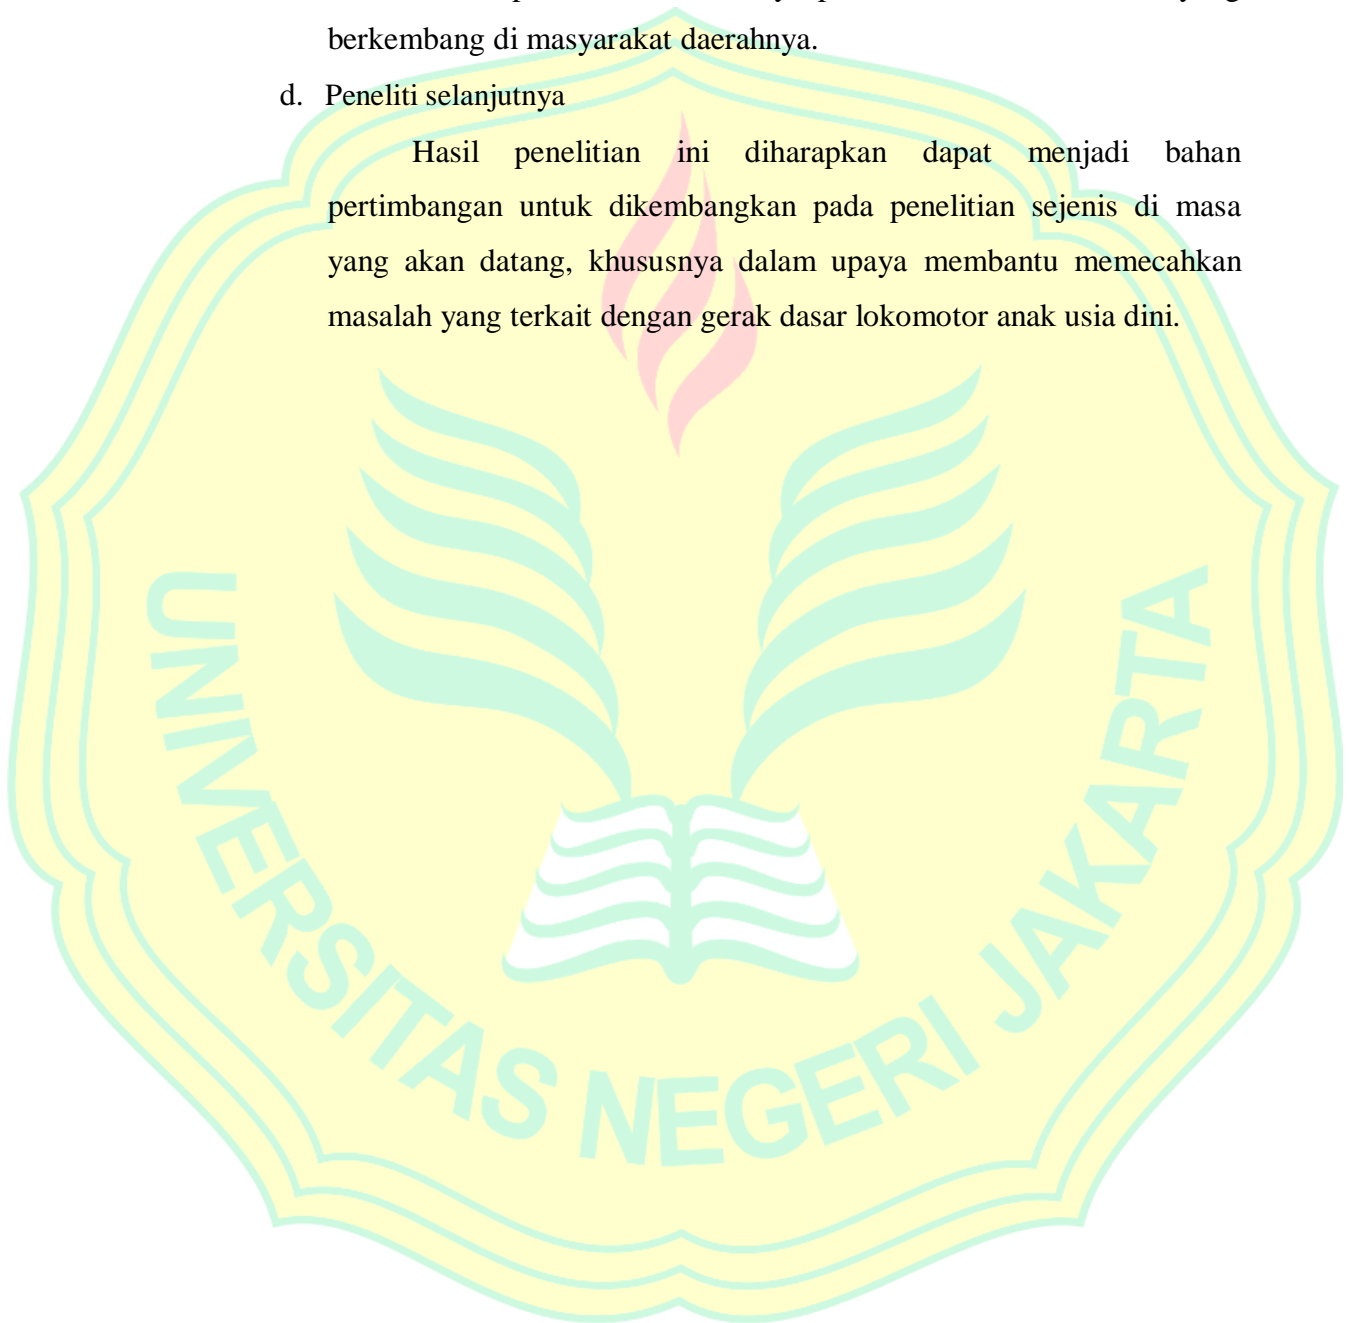 berkembang di masyarakat daerahnya.
d. Peneliti selanjutnya
Hasil penelitian ini diharapkan dapat menjadi bahan
pertimbangan untuk dikembangkan pada penelitian sejenis di masa
yang akan datang, khususnya dalam upaya membantu memecahkan
masalah yang terkait dengan gerak dasar lokomotor anak usia dini.
UNIVERSITAS NEGERI JAKARTA